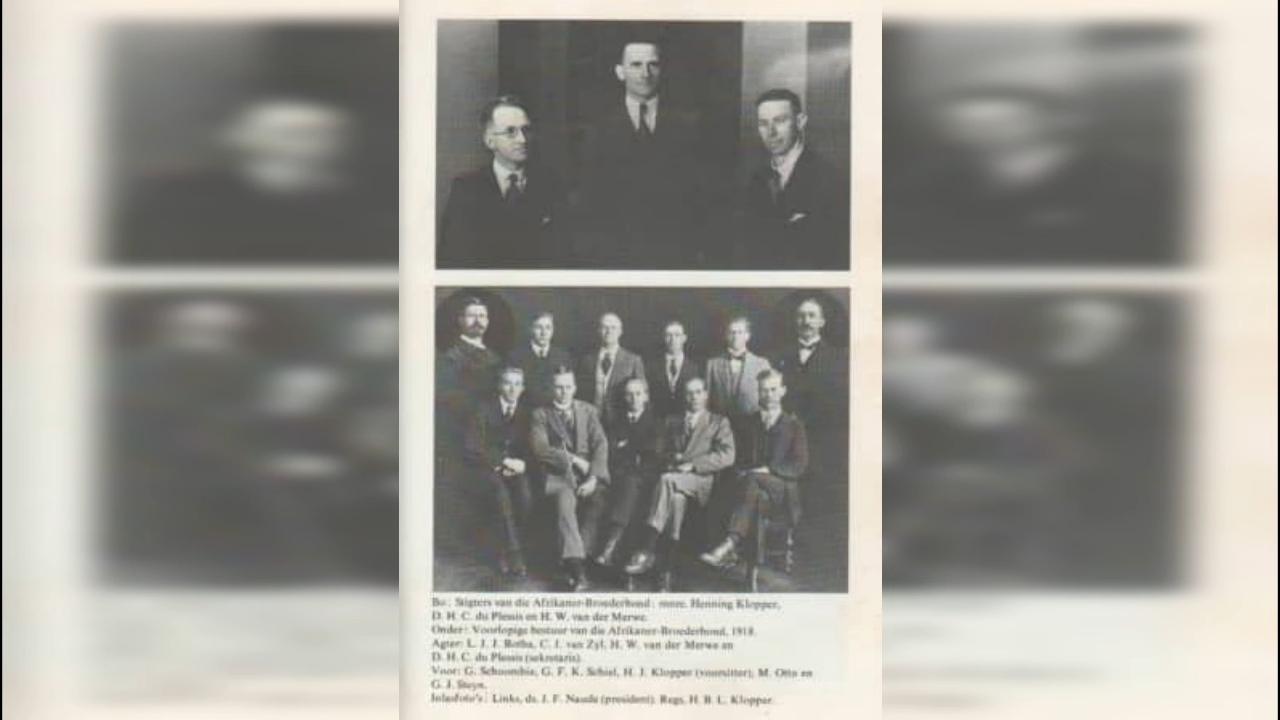 Bo: Stigters van die Afrikaner-Broederbond: mnre. Henning Klopper,
D. H. C. du Plessis en H. W. van der Merwe.
Onder: Voorlopige bestuur van die Afrikaner-Broederbond, 1918.
Agter: L. J. J. Botha, C. J. van Zyl, H. W. van der Merwe en
D. H. C. du Plessis (sekretaris).
Voor: G. Schoombie, G. F. K. Schiel, H. J. Klopper (voorsitter), M. Otto en
G. J. Steyn.
Inlasfoto's: Links, ds. J. F. Naude (president). Regs, H. B. L. Klopper.